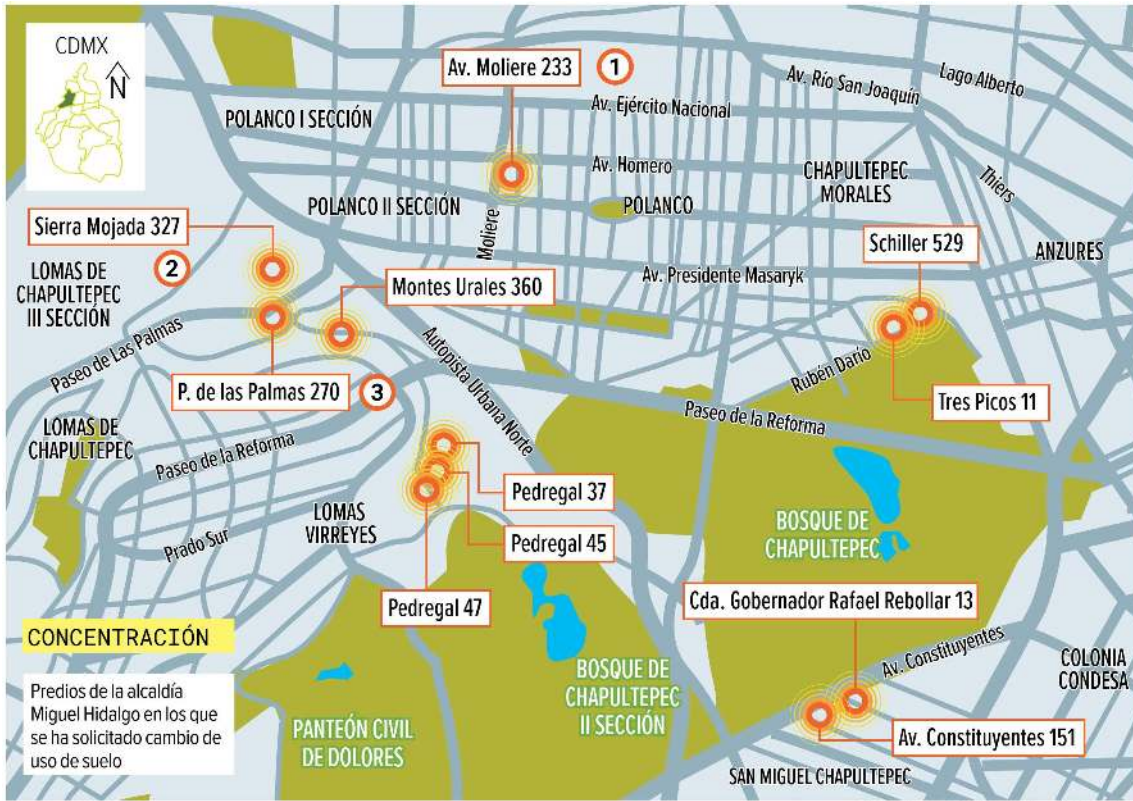 CDMX
N
Av. Moliere 233
1
Av. Río San Joaquín
Lago Alberto
Av. Ejército Nacional
POLANCO I SECCIÓN
Av. Homero
CHAPULTEPEC
MORALES
Thiers
POLANCO II SECCIÓN
Moliere
POLANCO
Sierra Mojada 327
Schiller 529
ANZURES
2
LOMAS DE
CHAPULTEPEC
III SECCIÓN
Montes Urales 360
Av. Presidente Masaryk
Paseo de Las Palmas
Autopista Urbana Norte
Rubén Darío
P. de las Palmas 270
3
Tres Picos 11
Paseo de la Reforma
LOMAS DE
CHAPULTEPEC
Paseo de la Reforma
Pedregal 37
LOMAS
VIRREYES
BOSQUE DE
CHAPULTEPEC
Prado Sur
Pedregal 45
Pedregal 47
Cda. Gobernador Rafael Rebollar 13
CONCENTRACIÓN
Predios de la alcaldía
Miguel Hidalgo en los que
se ha solicitado cambio de
uso de suelo
Av. Constituyentes
COLONIA
CONDESA
BOSQUE DE
CHAPULTEPEC
II SECCIÓN
PANTEÓN CIVIL
DE DOLORES
Av. Constituyentes 151
SAN MIGUEL CHAPULTEPEC